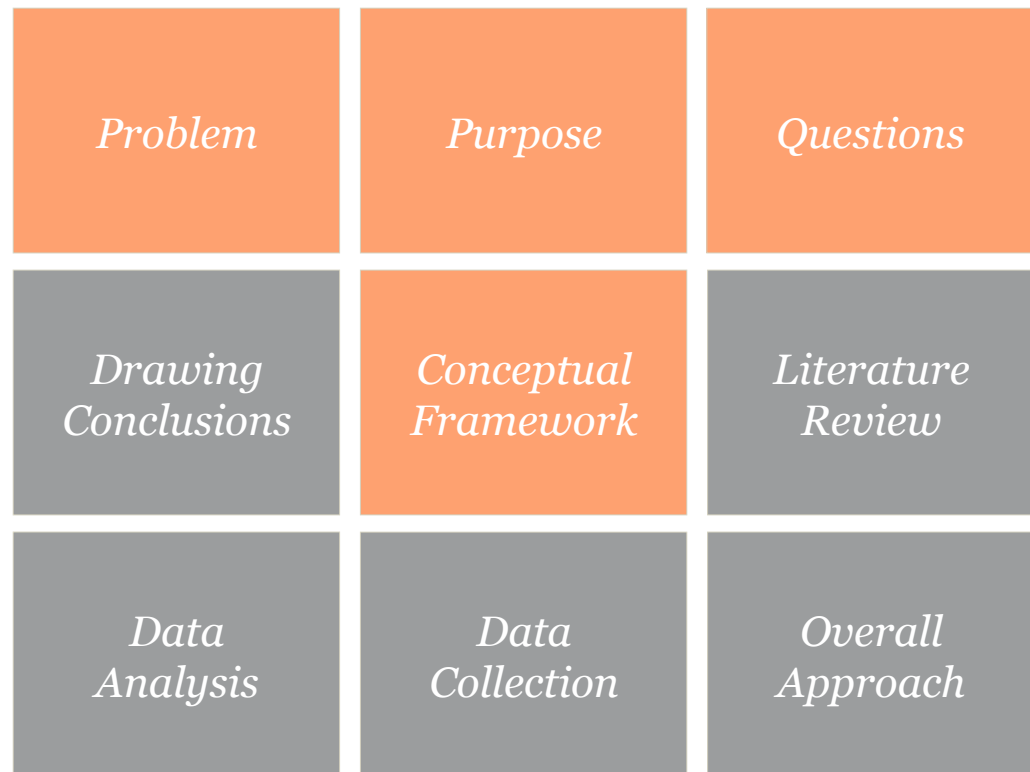 Problem
Purpose
Questions
Drawing
Conclusions
Conceptual
Framework
Literature
Review
Data
Analysis
Data
Collection
Overall
Approach